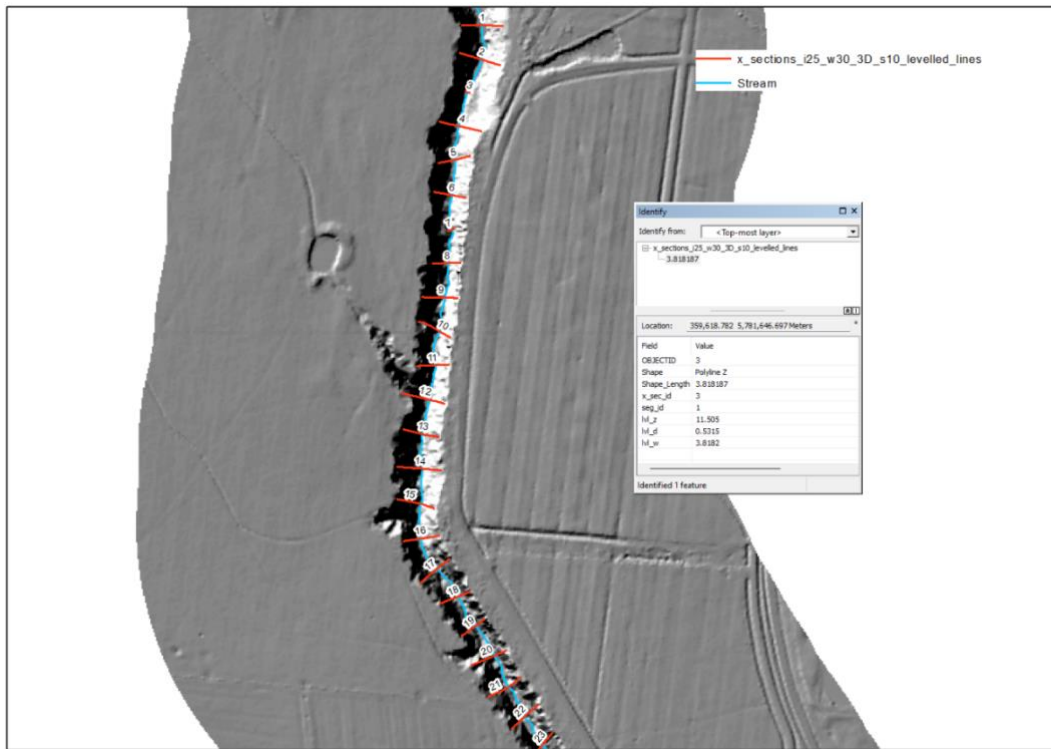 1
2
3
4
5
6
7
8
9
10
11
12
13
14
15
16
17
18
19
20
21
22
23
x_sections_i25_w30_3D_s10_levelled_lines
Stream
Identify
Identify from: <Top-most layer>
x_sections_i25_w30_3D_s10_levelled_lines
3.818187
Location: 359,618.782 5,781,646.697 Meters
Field Value
OBJECTID 3
Shape Polyline Z
Shape_Length 3.818187
x_sec_id 3
seg_id 1
lvl_z 11.505
lvl_d 0.5315
lvl_w 3.8182
Identified 1 feature